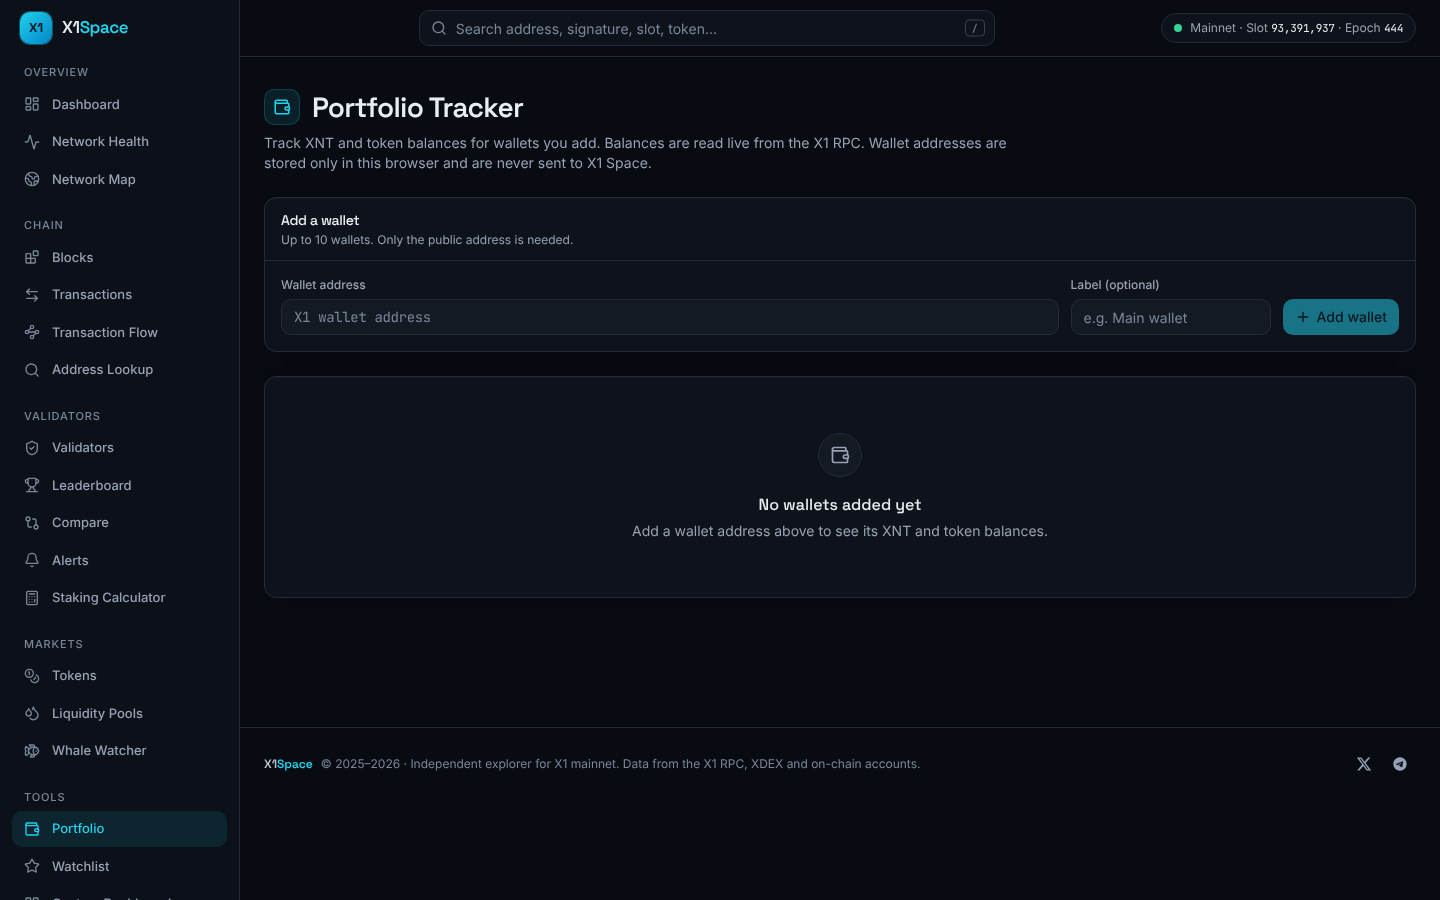 X1 X1Space
OVERVIEW
Dashboard
Network Health
Network Map
CHAIN
Blocks
Transactions
Transaction Flow
Address Lookup
VALIDATORS
Validators
Leaderboard
Compare
Alerts
Staking Calculator
MARKETS
Tokens
Liquidity Pools
Whale Watcher
TOOLS
Portfolio
Watchlist
Search address, signature, slot, token... /
Mainnet · Slot 93,391,937 · Epoch 444
Portfolio Tracker
Track XNT and token balances for wallets you add. Balances are read live from the X1 RPC. Wallet addresses are
stored only in this browser and are never sent to X1 Space.
Add a wallet
Up to 10 wallets. Only the public address is needed.
Wallet address
X1 wallet address
Label (optional)
e.g. Main wallet
+ Add wallet
No wallets added yet
Add a wallet address above to see its XNT and token balances.
X1Space © 2025–2026 · Independent explorer for X1 mainnet. Data from the X1 RPC, XDEX and on-chain accounts.